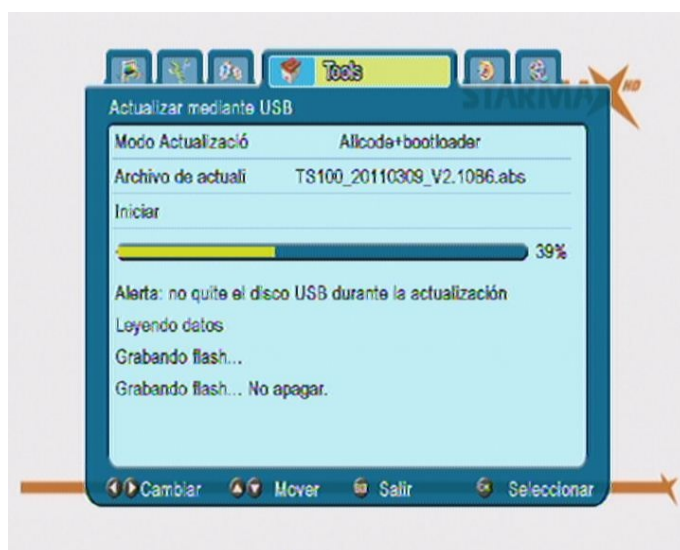 Tools
STARMAX HD
Actualizar mediante USB
Modo Actualizació Allcode+bootloader
Archivo de actuali TS100_20110309_V2.10B6.abs
Iniciar
39%
Alerta: no quite el disco USB durante la actualización
Leyendo datos
Grabando flash...
Grabando flash... No apagar.
Cambiar Mover Salir Seleccionar